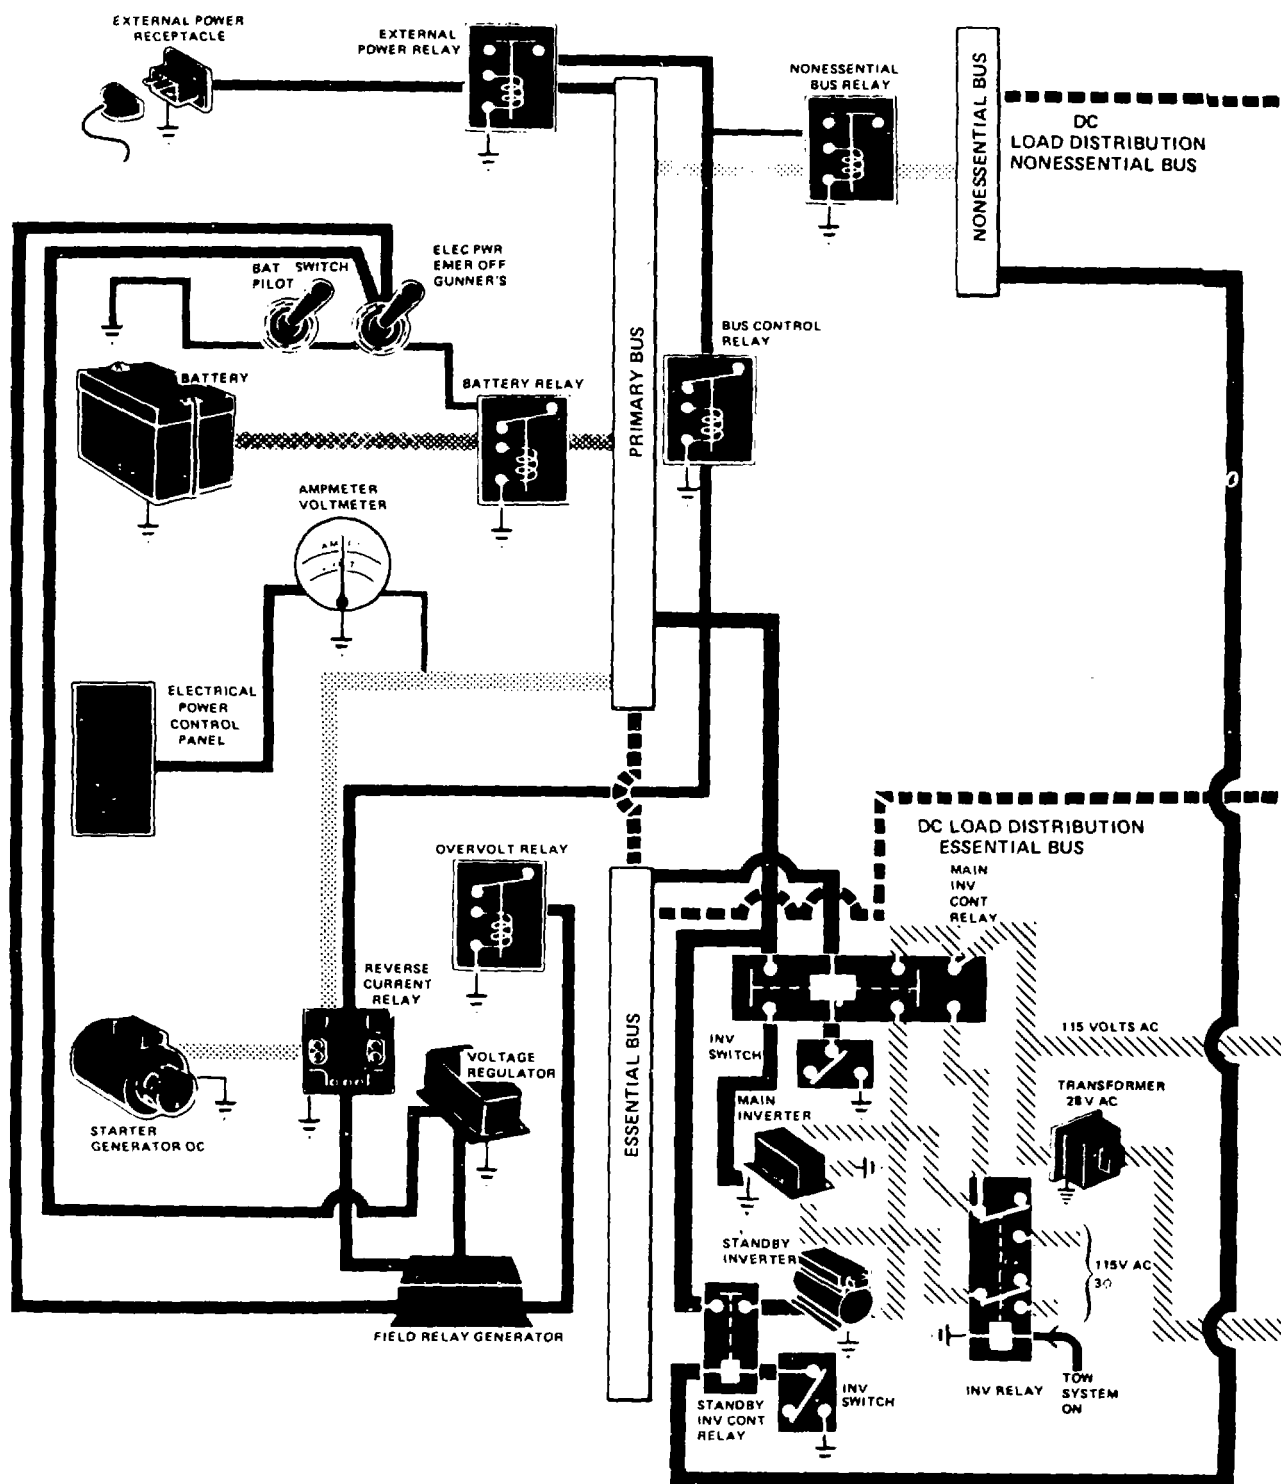 EXTERNAL POWER
RECEPTACLE
EXTERNAL
POWER RELAY
NONESSENTIAL
BUS RELAY
NONESSENTIAL BUS
DC
LOAD DISTRIBUTION
NONESSENTIAL BUS
BAT SWITCH
PILOT
ELEC PWR
EMER OFF
GUNNER'S
PRIMARY BUS
BUS CONTROL
RELAY
BATTERY
BATTERY RELAY
AMPMETER
VOLTMETER
ELECTRICAL
POWER
CONTROL
PANEL
DC LOAD DISTRIBUTION
ESSENTIAL BUS
OVERVOLT RELAY
MAIN
INV
CONT
RELAY
REVERSE
CURRENT
RELAY
ESSENTIAL BUS
INV
SWITCH
115 VOLTS AC
VOLTAGE
REGULATOR
MAIN
INVERTER
TRANSFORMER
28 V AC
STARTER
GENERATOR DC
STANDBY
INVERTER
115V AC
3∅
FIELD RELAY GENERATOR
INV RELAY
TOW
SYSTEM
ON
STANDBY
INV CONT
RELAY
INV
SWITCH